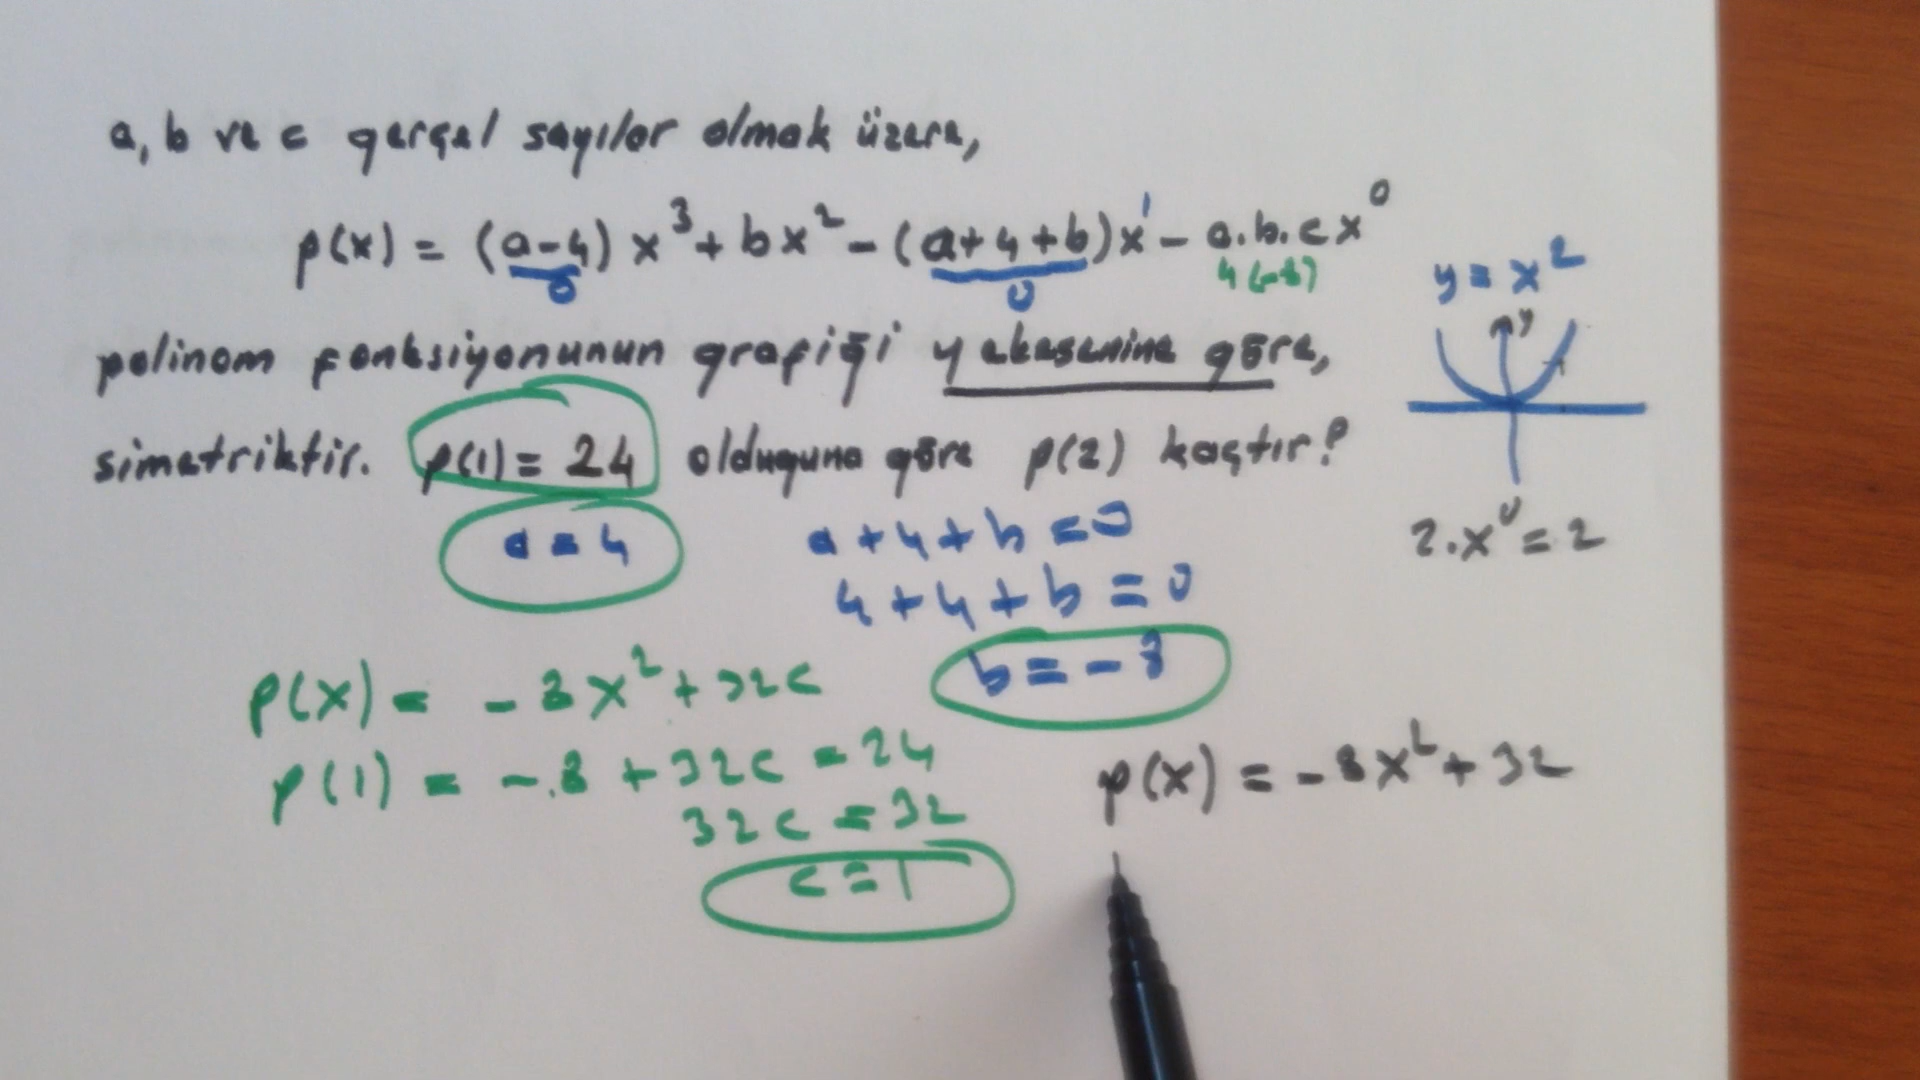 a, b ve c gerçel sayılar olmak üzere,
p(x) = (a-4) x³ + bx² - (a+4+b)x¹ - a.b.c x⁰
0 0 4 (-8)
y = x²
y
polinom fonksiyonunun grafiği y eksenine göre,
simetriktir. p(1) = 24 olduğuna göre p(2) kaçtır?
a = 4
a + 4 + b = 0
2.x⁰ = 2
4 + 4 + b = 0
b = -8
p(x) = -8x² + 32c
p(1) = -8 + 32c = 24
p(x) = -8x² + 32
32c = 32
c = 1